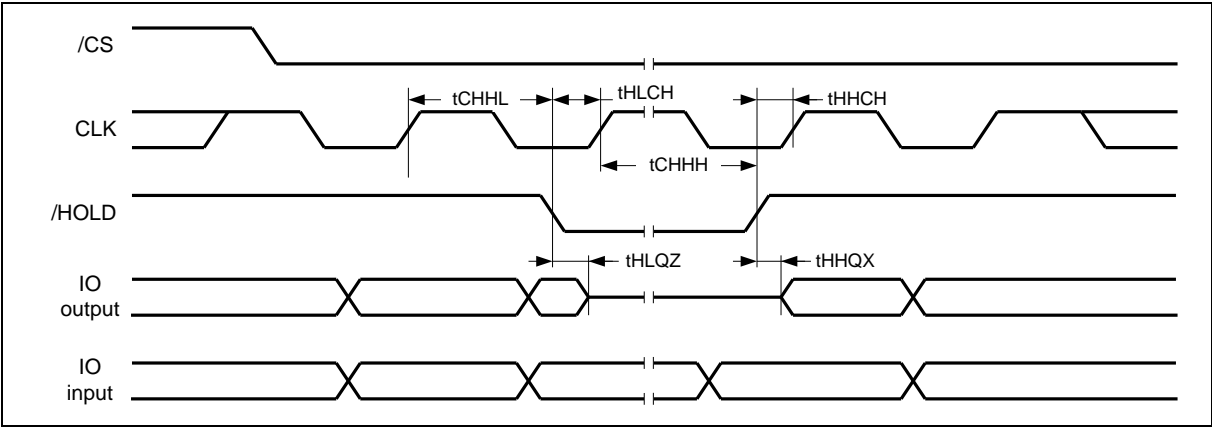 /CS
tCHHL
tHLCH
tHHCH
CLK
tCHHH
/HOLD
tHLQZ
tHHQX
IO
output
IO
input